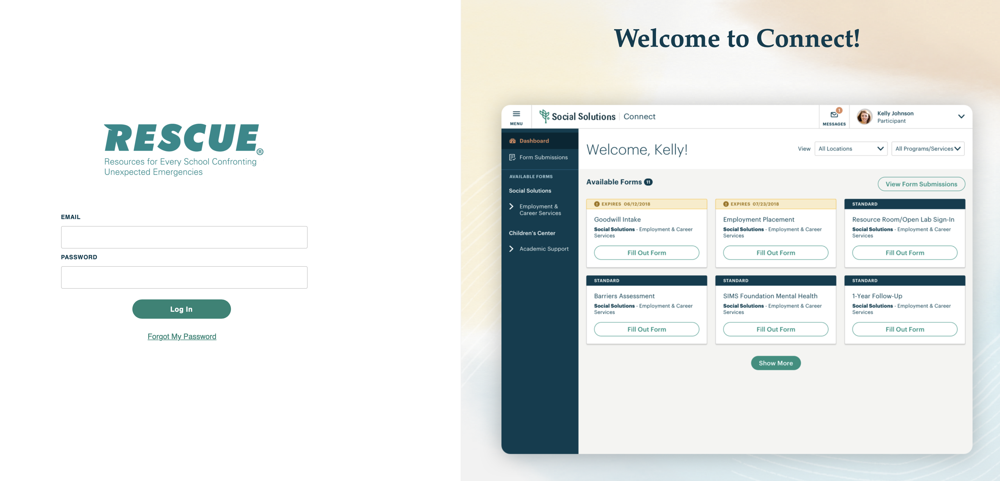 RESCUE®
Resources for Every School Confronting
Unexpected Emergencies
EMAIL
PASSWORD
Log In
Forgot My Password
Welcome to Connect!
MENU
Social Solutions | Connect
1
MESSAGES
Kelly Johnson
Participant
Dashboard
Form Submissions
AVAILABLE FORMS
Social Solutions
Employment &
Career Services
Children's Center
Academic Support
Welcome, Kelly!
View
All Locations
All Programs/Services
Available Forms 11
View Form Submissions
EXPIRES 06/12/2018
Goodwill Intake
Social Solutions - Employment & Career
Services
Fill Out Form
EXPIRES 07/23/2018
Employment Placement
Social Solutions - Employment & Career
Services
Fill Out Form
STANDARD
Resource Room/Open Lab Sign-In
Social Solutions - Employment & Career
Services
Fill Out Form
STANDARD
Barriers Assessment
Social Solutions - Employment & Career
Services
Fill Out Form
STANDARD
SIMS Foundation Mental Health
Social Solutions - Employment & Career
Services
Fill Out Form
STANDARD
1-Year Follow-Up
Social Solutions - Employment & Career
Services
Fill Out Form
Show More